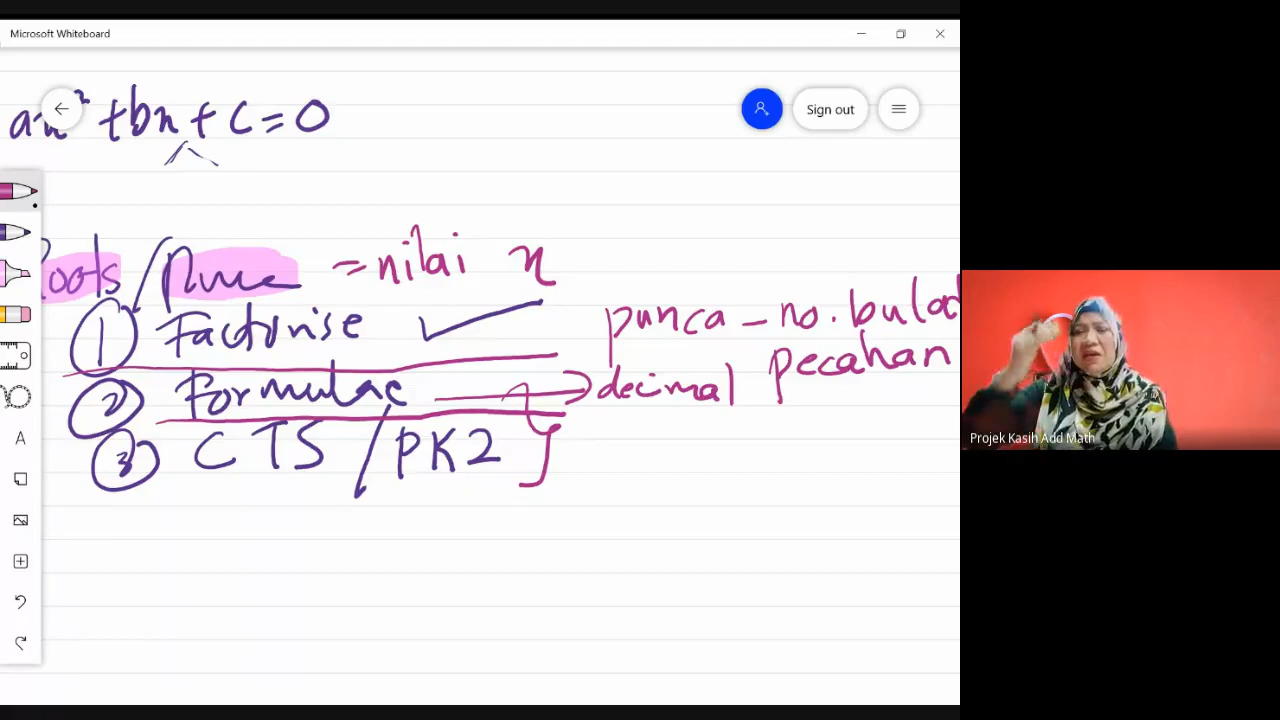 Microsoft Whiteboard
Sign out
ax² + bx + c = 0
Roots / Punca = nilai x
① Factorise ✓
punca - no. bulat
pecahan
② Formulae → decimal
③ CTS / PK2
Projek Kasih Add Math
A